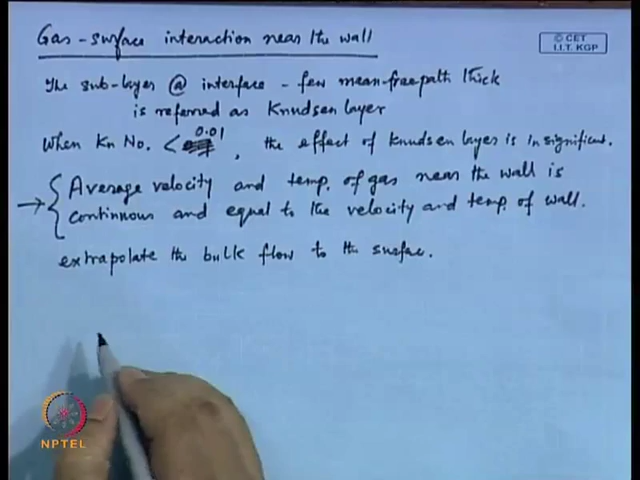 Gas-surface interaction near the wall
© CET
I.I.T. KGP
The sub-layer @ interface - few mean free path thick
is referred as Knudsen layer
When Kn No. < 0.01, the effect of Knudsen layer is insignificant.
Average velocity and temp. of gas near the wall is
continuous and equal to the velocity and temp. of wall.
extrapolate the bulk flow to the surface.
NPTEL